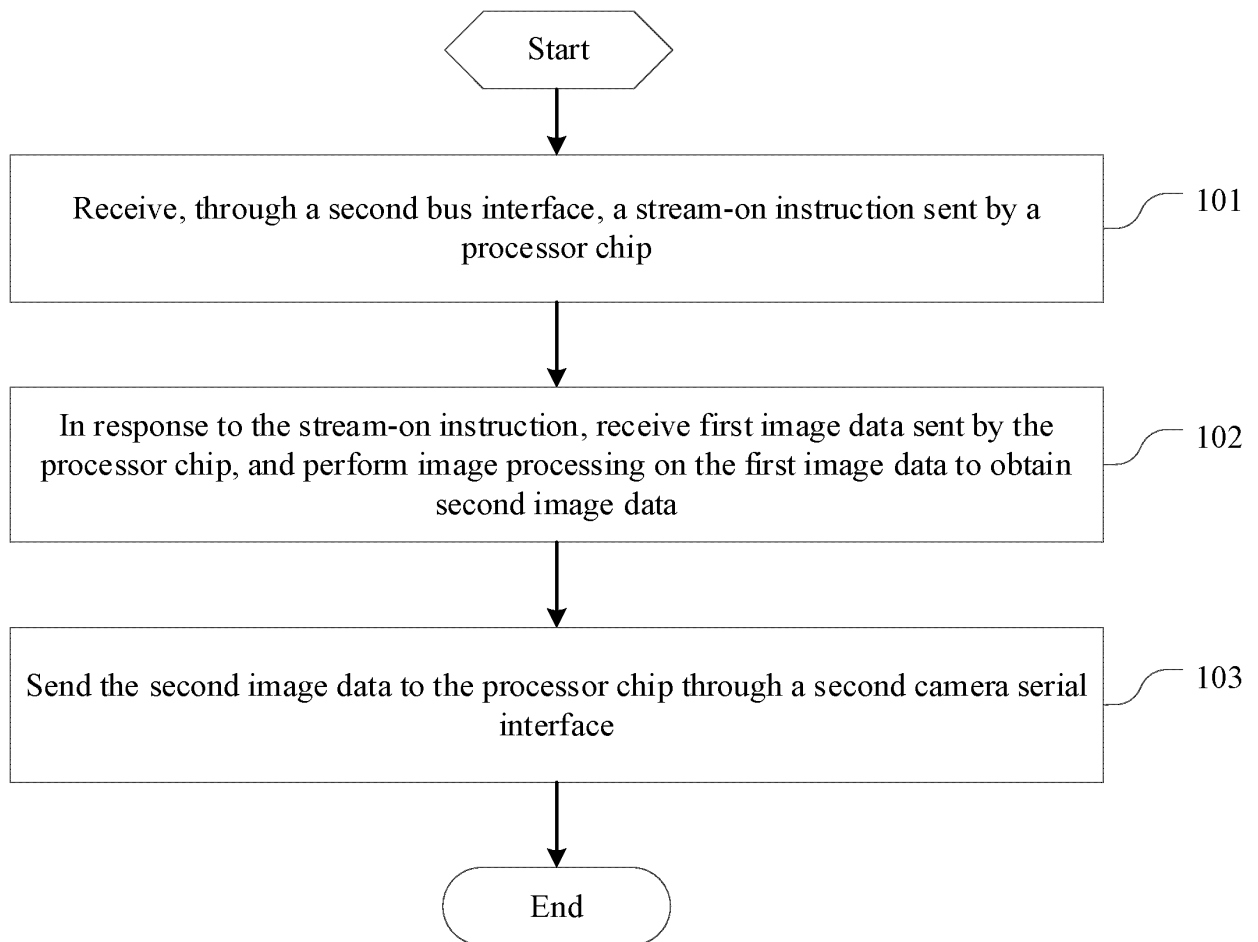 Start
Receive, through a second bus interface, a stream-on instruction sent by a
processor chip
101
In response to the stream-on instruction, receive first image data sent by the
processor chip, and perform image processing on the first image data to obtain
second image data
102
Send the second image data to the processor chip through a second camera serial
interface
103
End